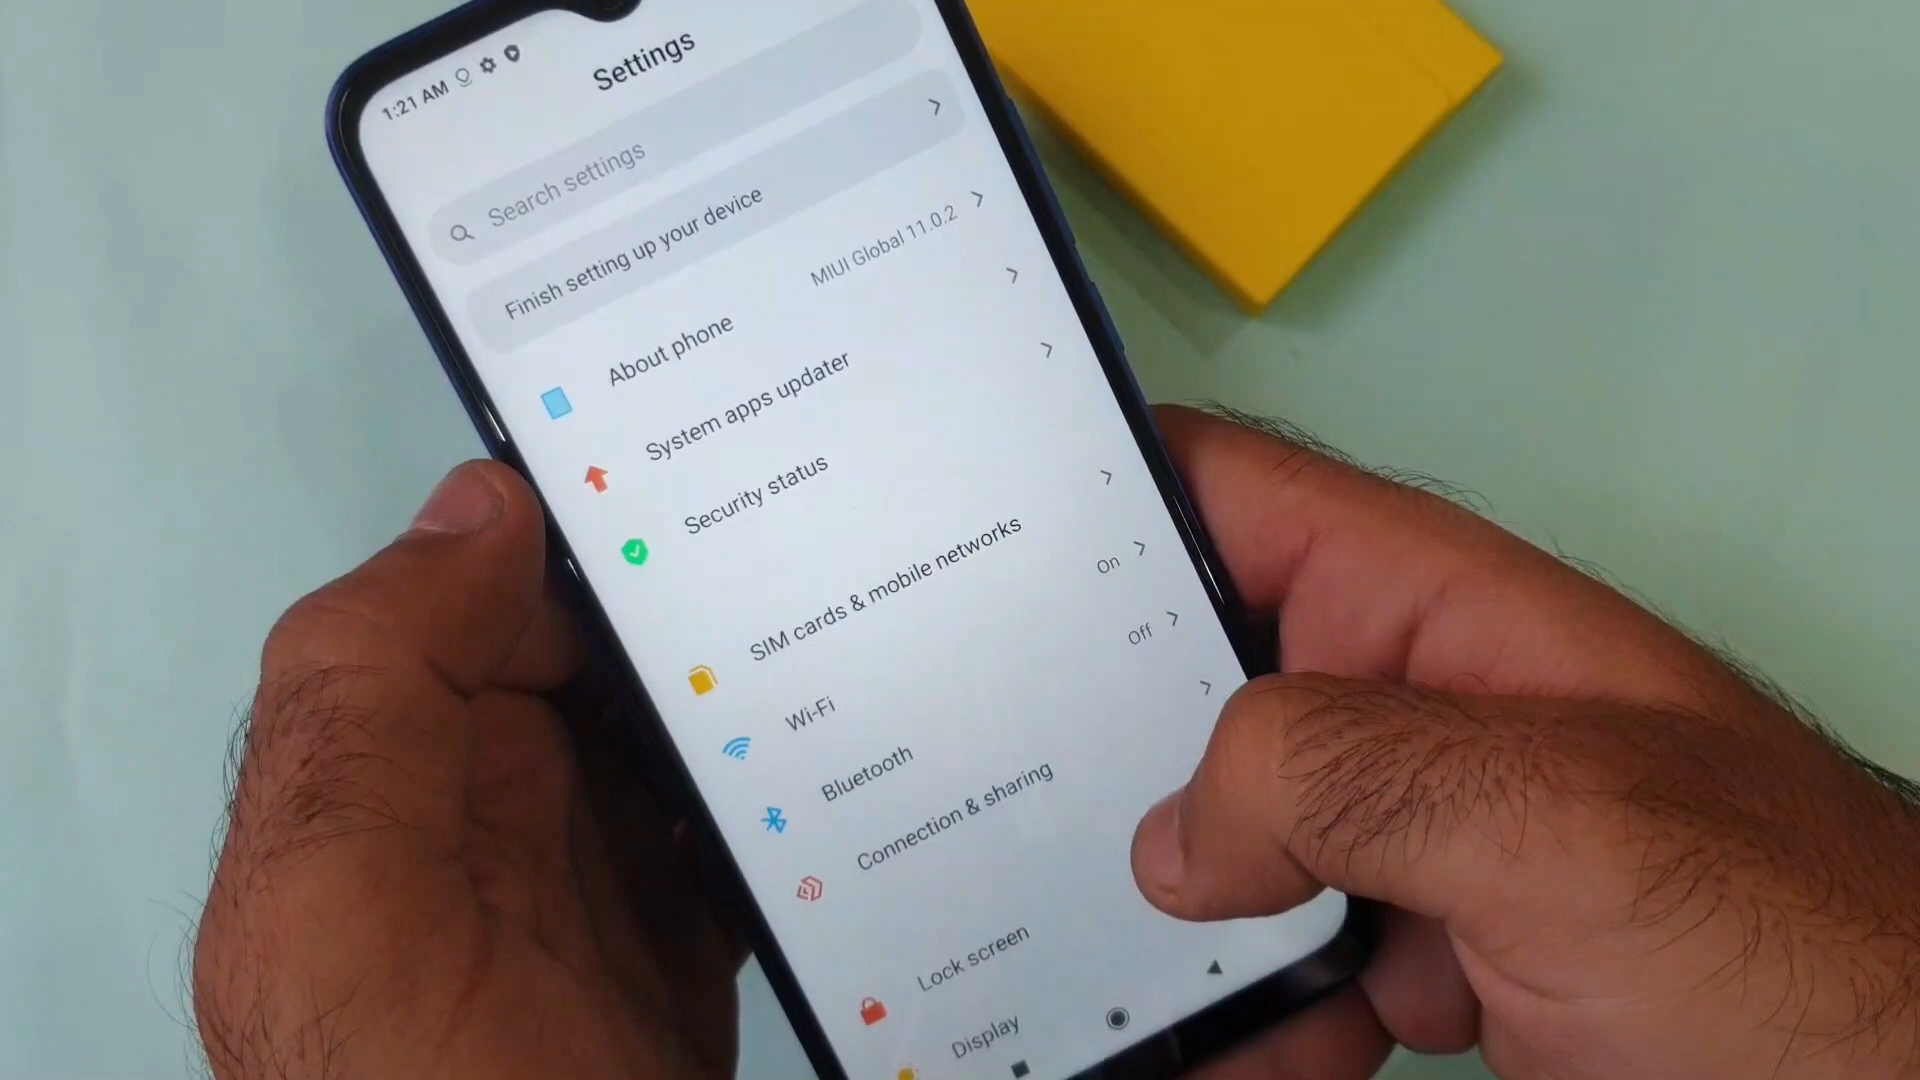 1:21 AM
Settings
Search settings
Finish setting up your device
About phone MIUI Global 11.0.2
System apps updater
Security status
SIM cards & mobile networks
Wi-Fi On
Bluetooth Off
Connection & sharing
Lock screen
Display